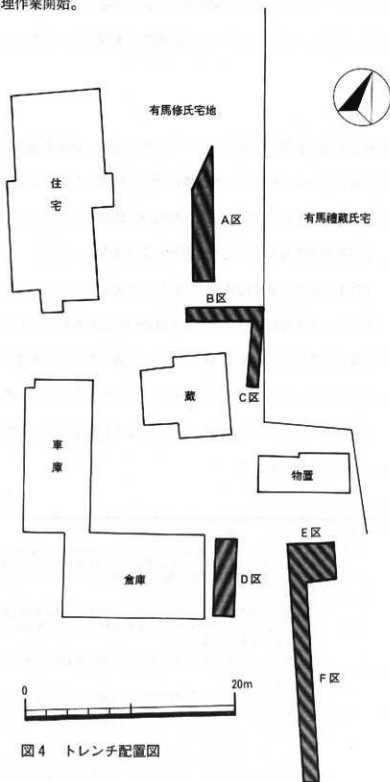 理作業開始。
有馬修氏宅地
住宅
A区
有馬禮蔵氏宅
B区
蔵
C区
車庫
物置
E区
倉庫
D区
F区
0
20m
図4 トレンチ配置図